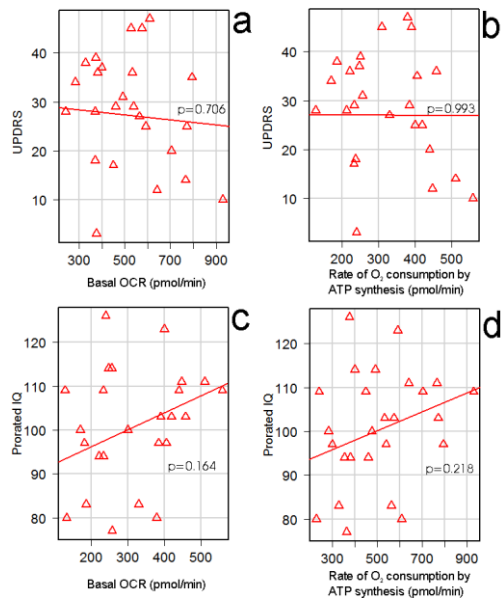 a
UPDRS
40
30
20
10
p=0.706
300 500 700 900
Basal OCR (pmol/min)
b
UPDRS
40
30
20
10
p=0.993
200 300 400 500
Rate of O₂ consumption by
ATP synthesis (pmol/min)
c
Prorated IQ
120
110
100
90
80
p=0.164
200 300 400 500
Basal OCR (pmol/min)
d
Prorated IQ
120
110
100
90
80
p=0.218
300 400 500 600 700 800 900
Rate of O₂ consumption by
ATP synthesis (pmol/min)